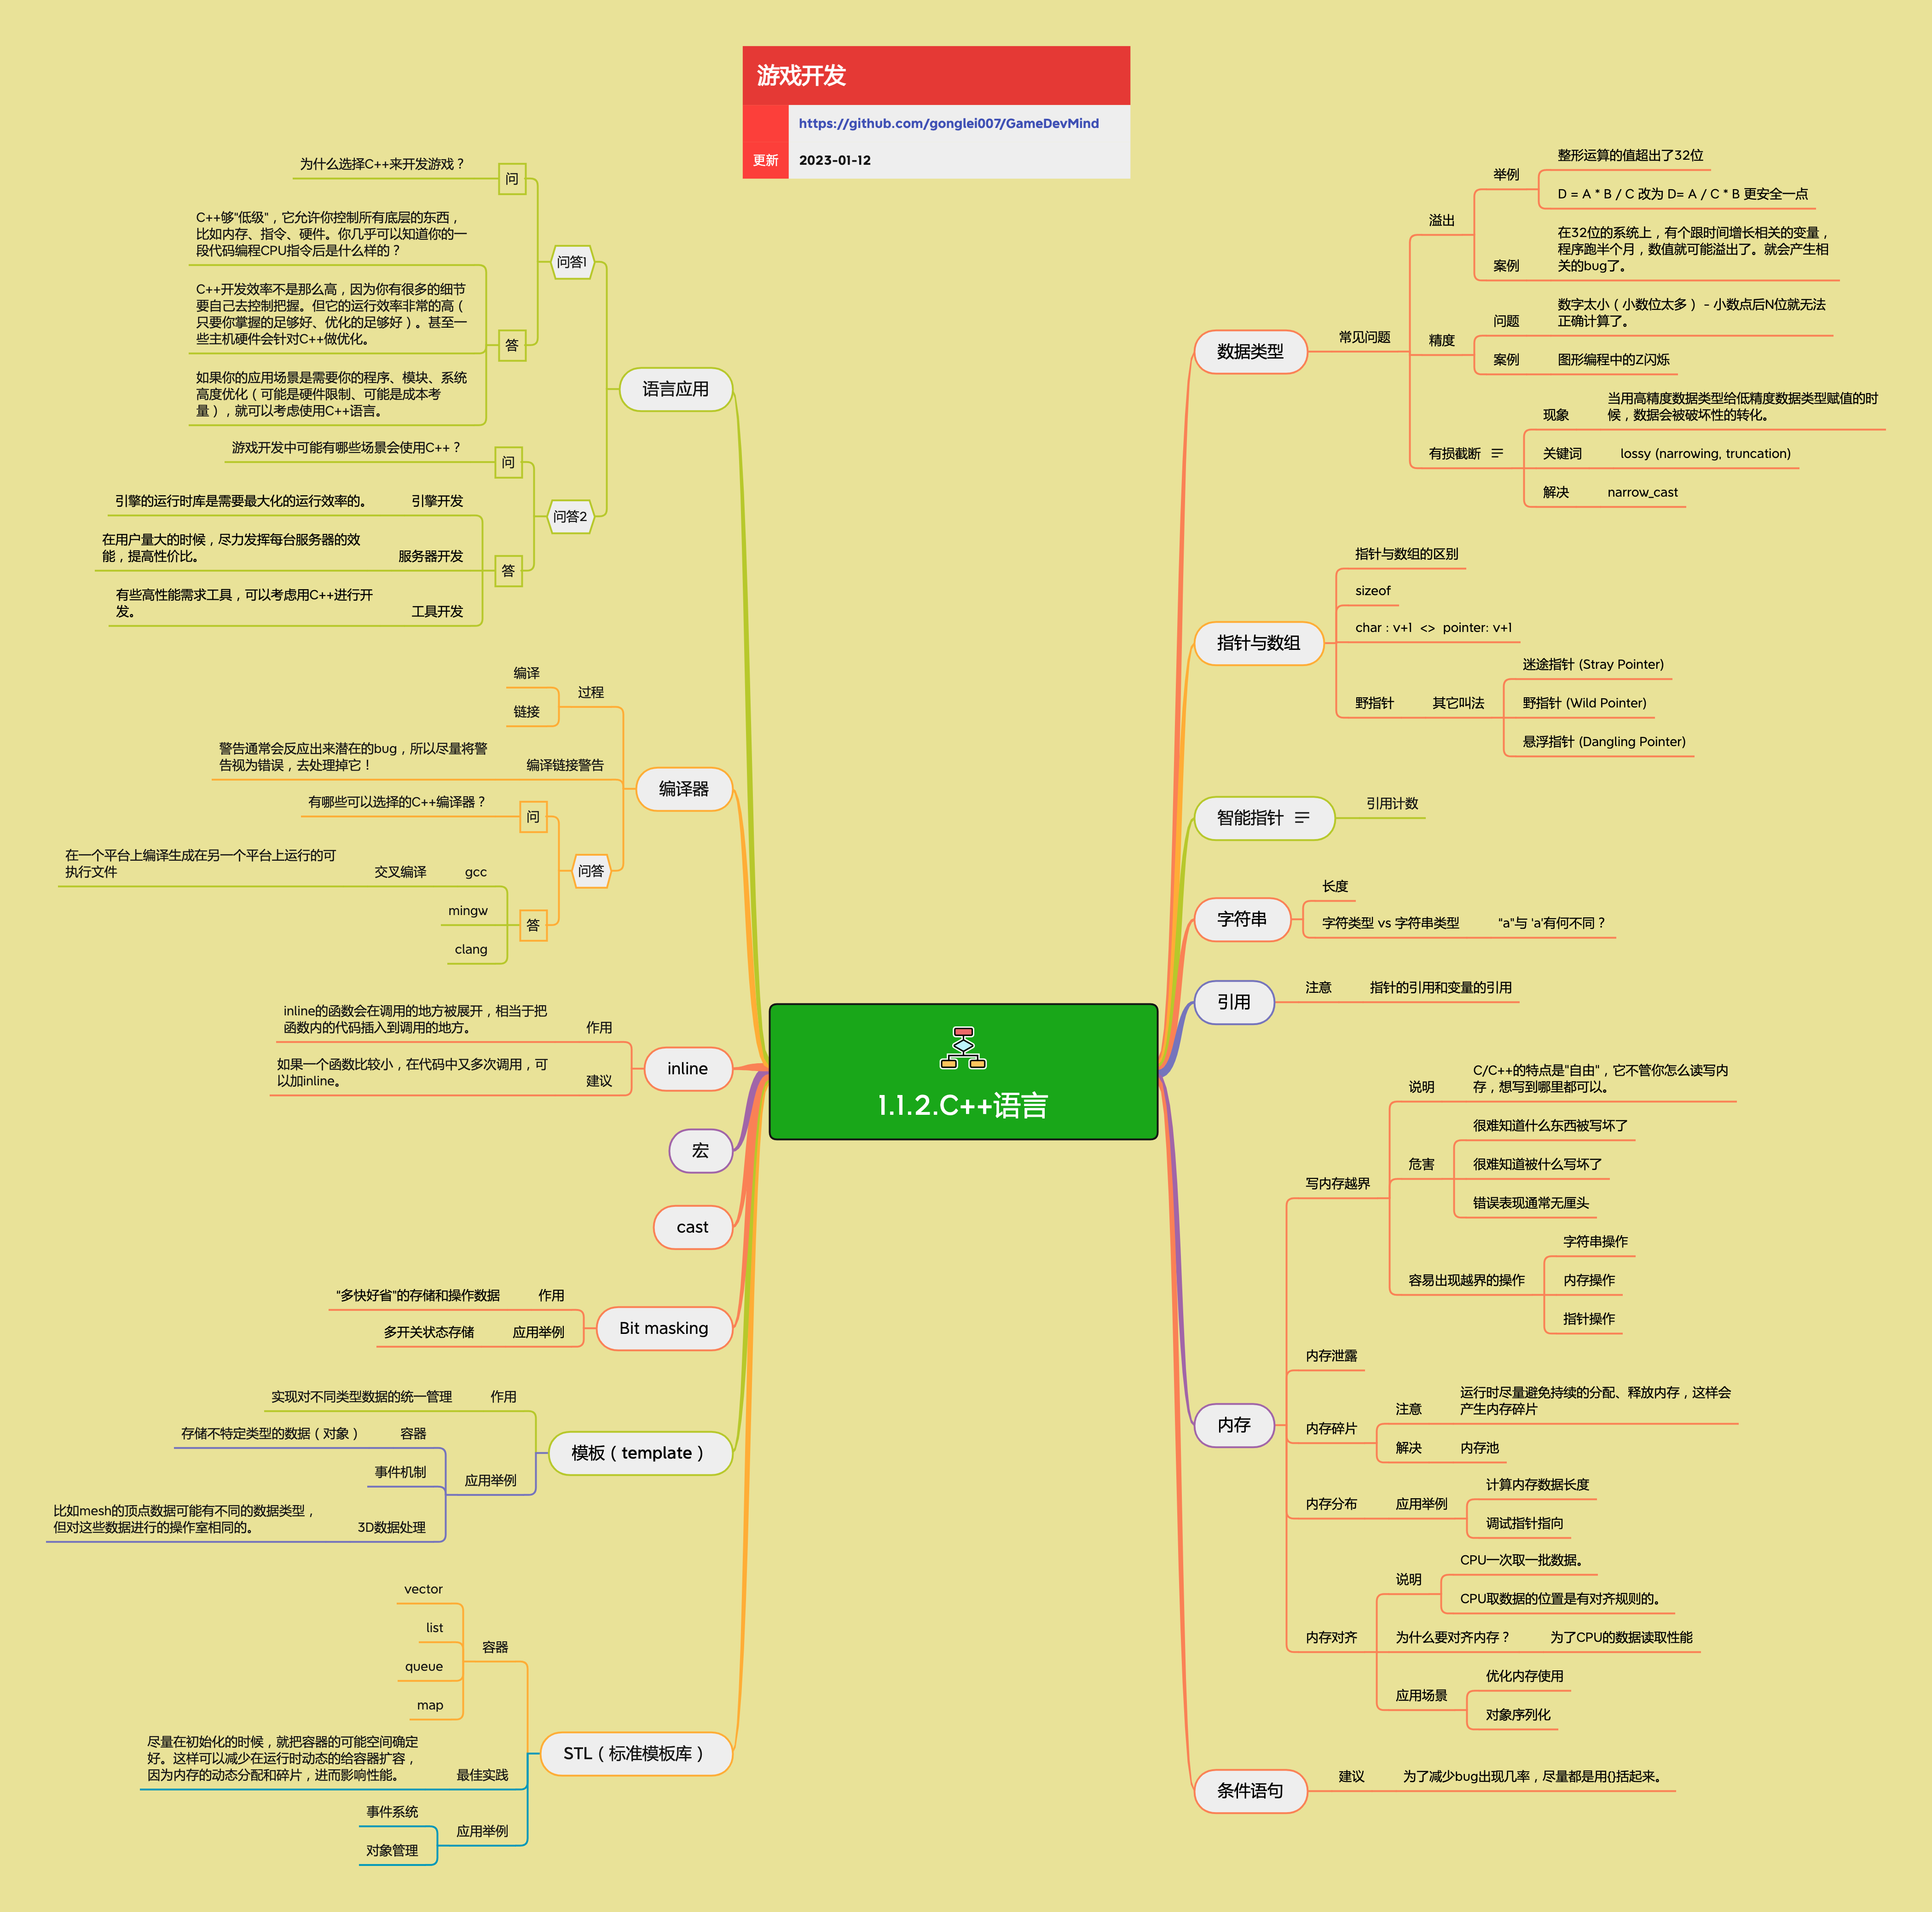 游戏开发
https://github.com/gonglei007/GameDevMind
更新
2023-01-12
1.1.2.C++语言
语言应用
问答1
问
为什么选择C++来开发游戏？
答
C++够"低级"，它允许你控制所有底层的东西，
比如内存、指令、硬件。你几乎可以知道你的一
段代码编程CPU指令后是什么样的？
C++开发效率不是那么高，因为你有很多的细节
要自己去控制把握。但它的运行效率非常的高（
只要你掌握的足够好、优化的足够好）。甚至一
些主机硬件会针对C++做优化。
如果你的应用场景是需要你的程序、模块、系统
高度优化（可能是硬件限制、可能是成本考
量），就可以考虑使用C++语言。
问答2
问
游戏开发中可能有哪些场景会使用C++？
答
引擎开发
引擎的运行时库是需要最大化的运行效率的。
服务器开发
在用户量大的时候，尽力发挥每台服务器的效
能，提高性价比。
工具开发
有些高性能需求工具，可以考虑用C++进行开
发。
编译器
过程
编译
链接
编译链接警告
警告通常会反应出来潜在的bug，所以尽量将警
告视为错误，去处理掉它！
问答
问
有哪些可以选择的C++编译器？
答
gcc
交叉编译
在一个平台上编译生成在另一个平台上运行的可
执行文件
mingw
clang
inline
作用
inline的函数会在调用的地方被展开，相当于把
函数内的代码插入到调用的地方。
建议
如果一个函数比较小，在代码中又多次调用，可
以加inline。
宏
cast
Bit masking
作用
"多快好省"的存储和操作数据
应用举例
多开关状态存储
模板（template）
作用
实现对不同类型数据的统一管理
应用举例
容器
存储不特定类型的数据（对象）
事件机制
3D数据处理
比如mesh的顶点数据可能有不同的数据类型，
但对这些数据进行的操作室相同的。
STL（标准模板库）
容器
vector
list
queue
map
最佳实践
尽量在初始化的时候，就把容器的可能空间确定
好。这样可以减少在运行时动态的给容器扩容，
因为内存的动态分配和碎片，进而影响性能。
应用举例
事件系统
对象管理
数据类型
常见问题
溢出
举例
整形运算的值超出了32位
D = A * B / C 改为 D= A / C * B 更安全一点
案例
在32位的系统上，有个跟时间增长相关的变量，
程序跑半个月，数值就可能溢出了。就会产生相
关的bug了。
精度
问题
数字太小（小数位太多） - 小数点后N位就无法
正确计算了。
案例
图形编程中的Z闪烁
有损截断
现象
当用高精度数据类型给低精度数据类型赋值的时
候，数据会被破坏性的转化。
关键词
lossy (narrowing, truncation)
解决
narrow_cast
指针与数组
指针与数组的区别
sizeof
char : v+1 <> pointer: v+1
野指针
其它叫法
迷途指针 (Stray Pointer)
野指针 (Wild Pointer)
悬浮指针 (Dangling Pointer)
智能指针
引用计数
字符串
长度
字符类型 vs 字符串类型
"a"与 'a'有何不同？
引用
注意
指针的引用和变量的引用
内存
写内存越界
说明
C/C++的特点是"自由"，它不管你怎么读写内
存，想写到哪里都可以。
危害
很难知道什么东西被写坏了
很难知道被什么写坏了
错误表现通常无厘头
容易出现越界的操作
字符串操作
内存操作
指针操作
内存泄露
内存碎片
注意
运行时尽量避免持续的分配、释放内存，这样会
产生内存碎片
解决
内存池
内存分布
应用举例
计算内存数据长度
调试指针指向
内存对齐
说明
CPU一次取一批数据。
CPU取数据的位置是有对齐规则的。
为什么要对齐内存？
为了CPU的数据读取性能
应用场景
优化内存使用
对象序列化
条件语句
建议
为了减少bug出现几率，尽量都是用{}括起来。